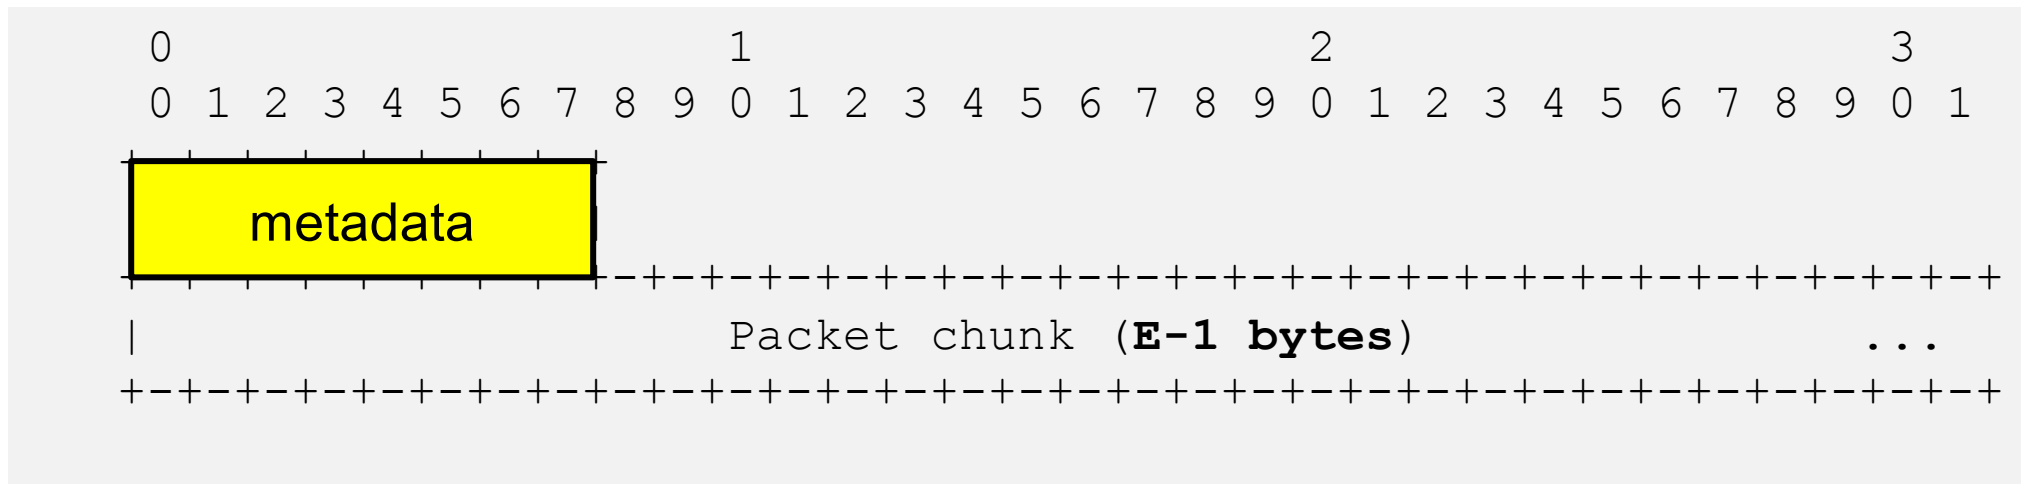 0 1 2 3
0 1 2 3 4 5 6 7 8 9 0 1 2 3 4 5 6 7 8 9 0 1 2 3 4 5 6 7 8 9 0 1
metadata
-+-+-+-+-+-+-+-+-+-+-+-+-+-+-+-+-+-+-+-+-+-+-+-+
| Packet chunk (E-1 bytes) ...
+-+-+-+-+-+-+-+-+-+-+-+-+-+-+-+-+-+-+-+-+-+-+-+-+-+-+-+-+-+-+-+-+